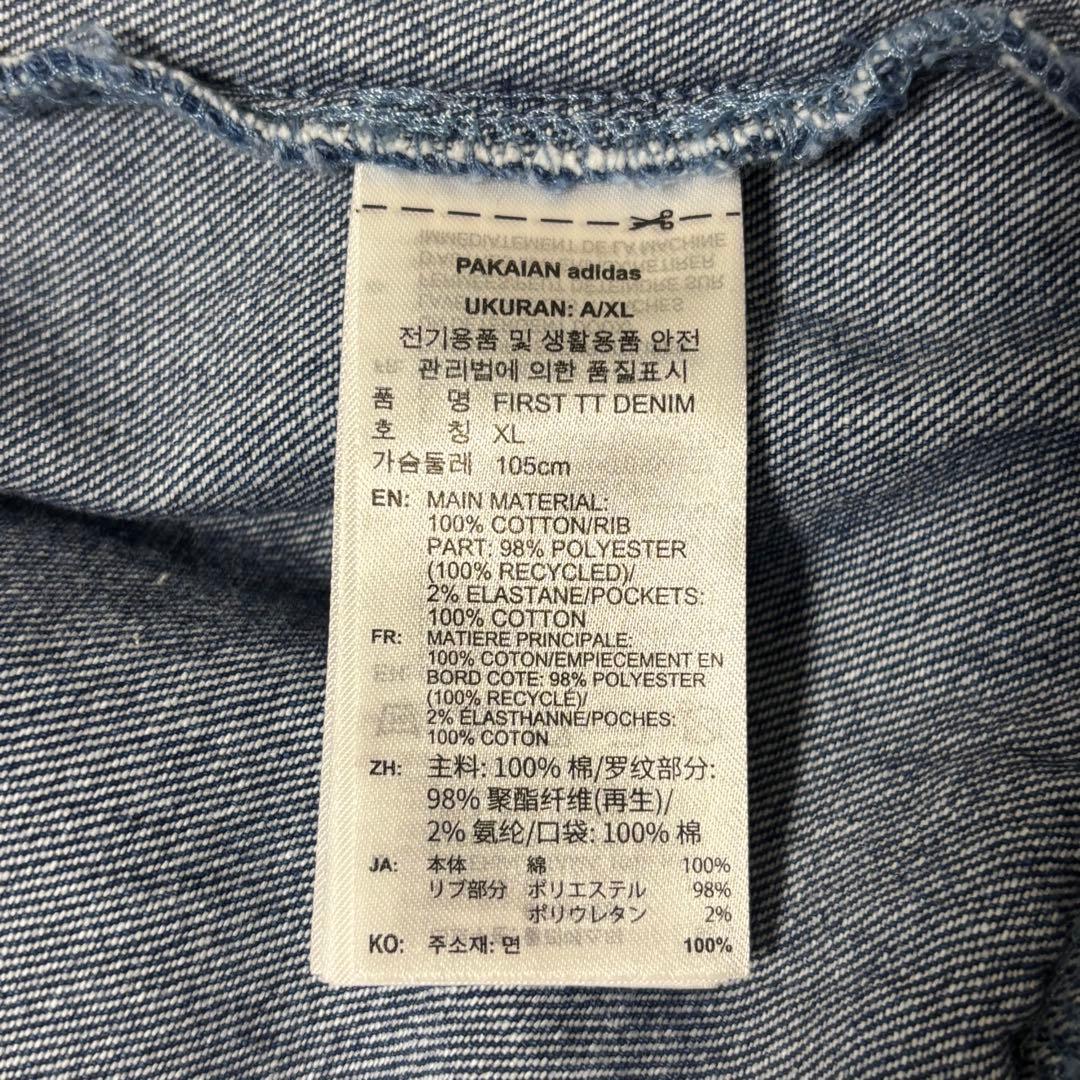 PAKAIAN adidas
UKURAN: A/XL
전기용품 및 생활용품 안전
관리법에 의한 품질표시
품 명 FIRST TT DENIM
호 칭 XL
가슴둘레 105cm
EN: MAIN MATERIAL:
100% COTTON/RIB
PART: 98% POLYESTER
(100% RECYCLED)/
2% ELASTANE/POCKETS:
100% COTTON
FR: MATIERE PRINCIPALE:
100% COTON/EMPIECEMENT EN
BORD COTE: 98% POLYESTER
(100% RECYCLÉ)/
2% ÉLASTHANNE/POCHES:
100% COTON
ZH: 主料: 100% 棉/罗纹部分:
98% 聚酯纤维(再生)/
2% 氨纶/口袋: 100% 棉
JA: 本体 綿 100%
リブ部分 ポリエステル 98%
ポリウレタン 2%
KO: 주소재: 면 100%